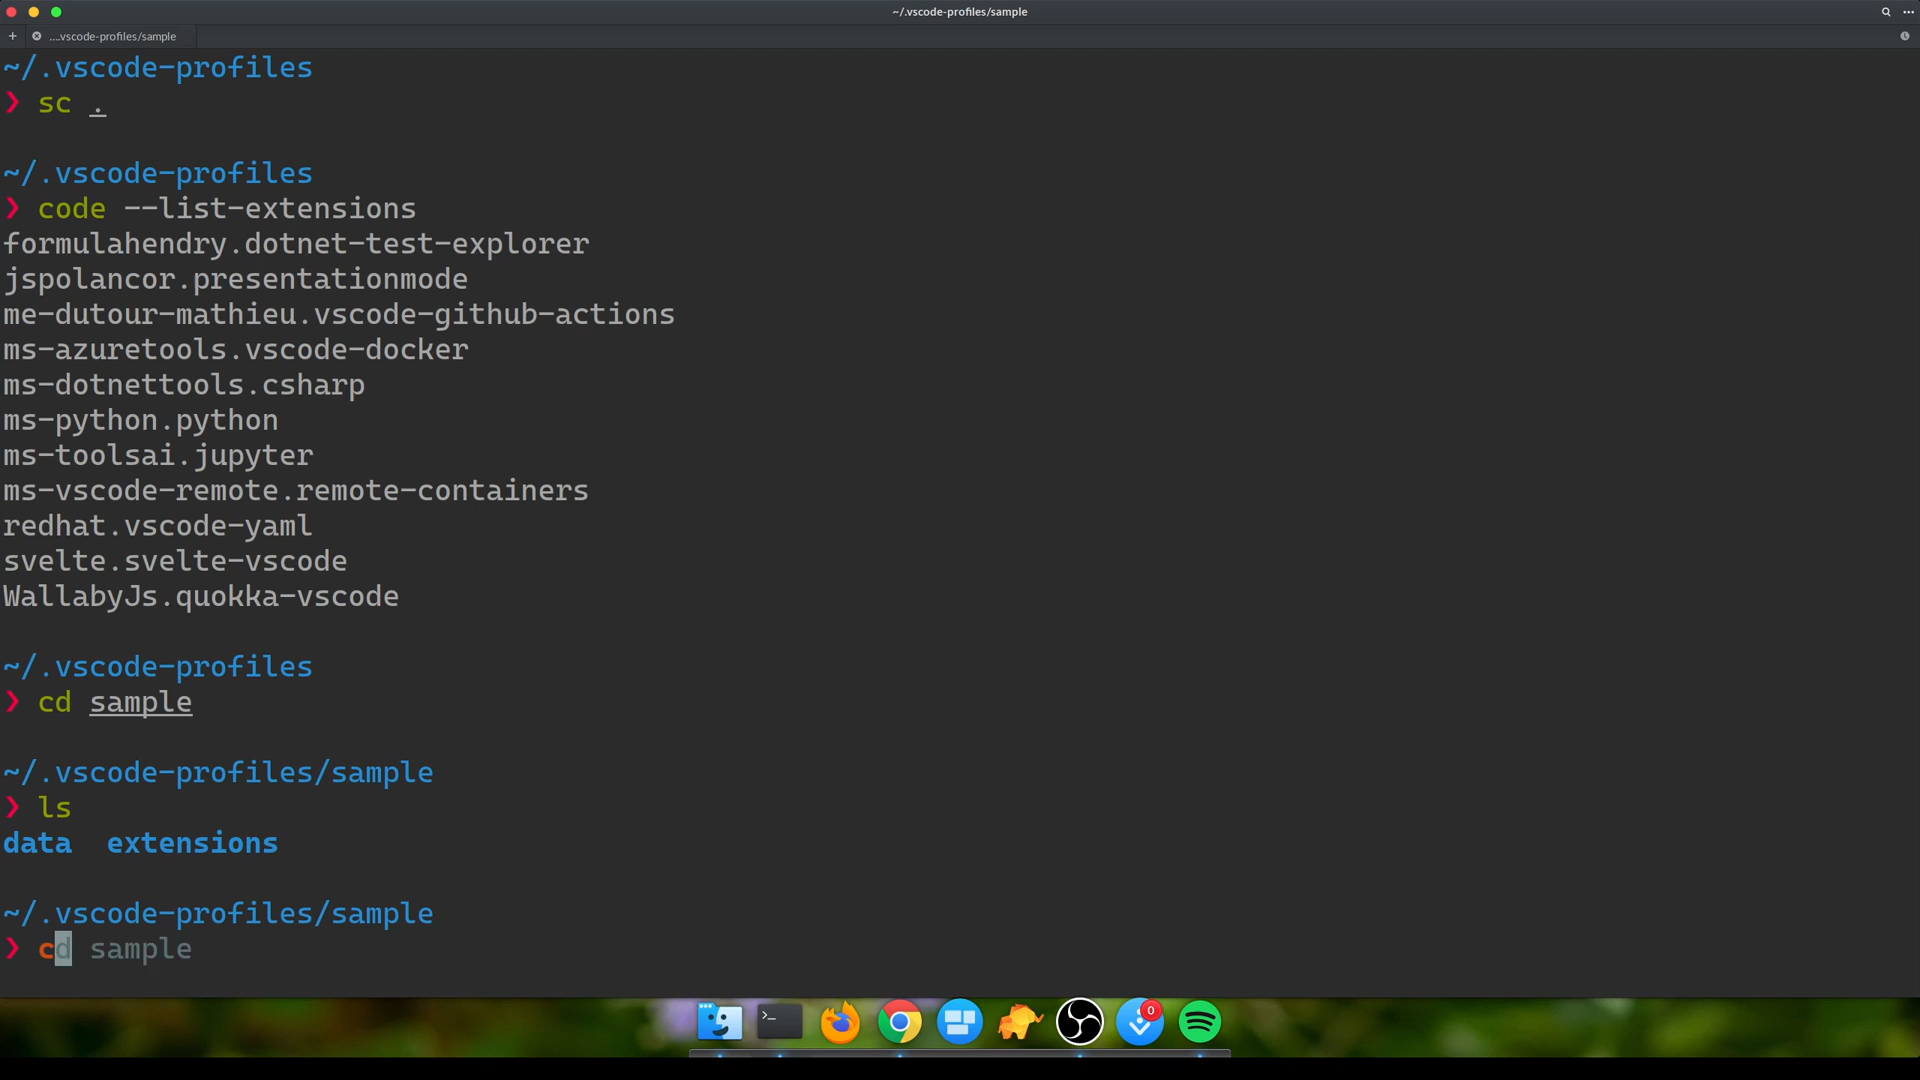 ~/.vscode-profiles/sample
+ ....vscode-profiles/sample
~/.vscode-profiles
❯ sc .
~/.vscode-profiles
❯ code --list-extensions
formulahendry.dotnet-test-explorer
jspolancor.presentationmode
me-dutour-mathieu.vscode-github-actions
ms-azuretools.vscode-docker
ms-dotnettools.csharp
ms-python.python
ms-toolsai.jupyter
ms-vscode-remote.remote-containers
redhat.vscode-yaml
svelte.svelte-vscode
WallabyJs.quokka-vscode
~/.vscode-profiles
❯ cd sample
~/.vscode-profiles/sample
❯ ls
data extensions
~/.vscode-profiles/sample
❯ cd sample
>_
0